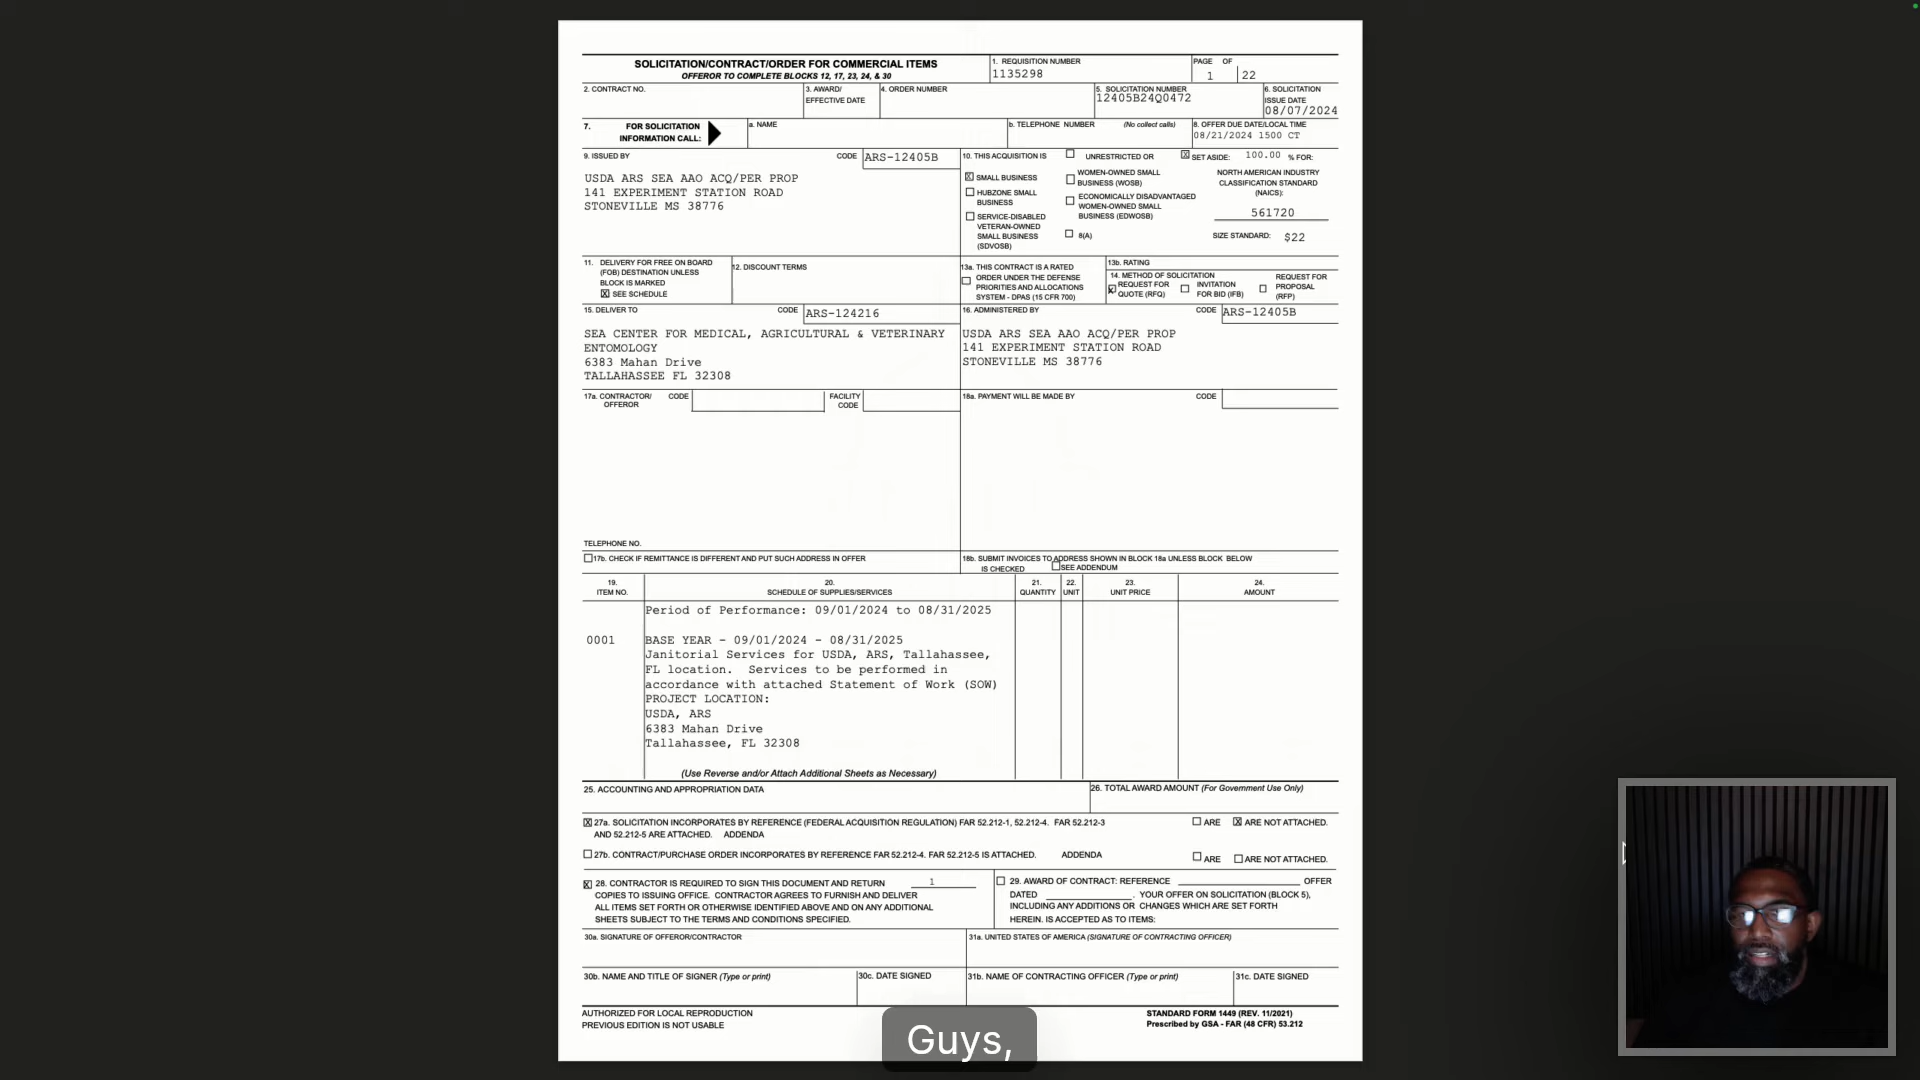 SOLICITATION/CONTRACT/ORDER FOR COMMERCIAL ITEMS
OFFEROR TO COMPLETE BLOCKS 12, 17, 23, 24, & 30
1. REQUISITION NUMBER
1135298
PAGE OF
1 22
2. CONTRACT NO.
3. AWARD/
EFFECTIVE DATE
4. ORDER NUMBER
5. SOLICITATION NUMBER
12405B24Q0472
6. SOLICITATION
ISSUE DATE
08/07/2024
7. FOR SOLICITATION
INFORMATION CALL:
a. NAME
b. TELEPHONE NUMBER (No collect calls)
8. OFFER DUE DATE/LOCAL TIME
08/21/2024 1500 CT
9. ISSUED BY
CODE ARS-12405B
USDA ARS SEA AAO ACQ/PER PROP
141 EXPERIMENT STATION ROAD
STONEVILLE MS 38776
10. THIS ACQUISITION IS
UNRESTRICTED OR
X SET ASIDE: 100.00 % FOR:
X SMALL BUSINESS
HUBZONE SMALL
BUSINESS
SERVICE-DISABLED
VETERAN-OWNED
SMALL BUSINESS
(SDVOSB)
WOMEN-OWNED SMALL
BUSINESS (WOSB)
ECONOMICALLY DISADVANTAGED
WOMEN-OWNED SMALL
BUSINESS (EDWOSB)
8(A)
NORTH AMERICAN INDUSTRY
CLASSIFICATION STANDARD
(NAICS):
561720
SIZE STANDARD: $22
11. DELIVERY FOR FREE ON BOARD
(FOB) DESTINATION UNLESS
BLOCK IS MARKED
X SEE SCHEDULE
12. DISCOUNT TERMS
13a. THIS CONTRACT IS A RATED
ORDER UNDER THE DEFENSE
PRIORITIES AND ALLOCATIONS
SYSTEM - DPAS (15 CFR 700)
13b. RATING
14. METHOD OF SOLICITATION
X REQUEST FOR
QUOTE (RFQ)
INVITATION
FOR BID (IFB)
REQUEST FOR
PROPOSAL
(RFP)
15. DELIVER TO
CODE ARS-124216
SEA CENTER FOR MEDICAL, AGRICULTURAL & VETERINARY
ENTOMOLOGY
6383 Mahan Drive
TALLAHASSEE FL 32308
16. ADMINISTERED BY
CODE ARS-12405B
USDA ARS SEA AAO ACQ/PER PROP
141 EXPERIMENT STATION ROAD
STONEVILLE MS 38776
17a. CONTRACTOR/
OFFEROR
CODE
FACILITY
CODE
18a. PAYMENT WILL BE MADE BY
CODE
TELEPHONE NO.
17b. CHECK IF REMITTANCE IS DIFFERENT AND PUT SUCH ADDRESS IN OFFER
18b. SUBMIT INVOICES TO ADDRESS SHOWN IN BLOCK 18a UNLESS BLOCK BELOW
IS CHECKED SEE ADDENDUM
19.
ITEM NO.
20.
SCHEDULE OF SUPPLIES/SERVICES
21.
QUANTITY
22.
UNIT
23.
UNIT PRICE
24.
AMOUNT
Period of Performance: 09/01/2024 to 08/31/2025
0001 BASE YEAR - 09/01/2024 - 08/31/2025
Janitorial Services for USDA, ARS, Tallahassee,
FL location. Services to be performed in
accordance with attached Statement of Work (SOW)
PROJECT LOCATION:
USDA, ARS
6383 Mahan Drive
Tallahassee, FL 32308
(Use Reverse and/or Attach Additional Sheets as Necessary)
25. ACCOUNTING AND APPROPRIATION DATA
26. TOTAL AWARD AMOUNT (For Government Use Only)
X 27a. SOLICITATION INCORPORATES BY REFERENCE (FEDERAL ACQUISITION REGULATION) FAR 52.212-1, 52.212-4. FAR 52.212-3
AND 52.212-5 ARE ATTACHED. ADDENDA
ARE X ARE NOT ATTACHED.
27b. CONTRACT/PURCHASE ORDER INCORPORATES BY REFERENCE FAR 52.212-4. FAR 52.212-5 IS ATTACHED. ADDENDA
ARE ARE NOT ATTACHED.
X 28. CONTRACTOR IS REQUIRED TO SIGN THIS DOCUMENT AND RETURN 1
COPIES TO ISSUING OFFICE. CONTRACTOR AGREES TO FURNISH AND DELIVER
ALL ITEMS SET FORTH OR OTHERWISE IDENTIFIED ABOVE AND ON ANY ADDITIONAL
SHEETS SUBJECT TO THE TERMS AND CONDITIONS SPECIFIED.
29. AWARD OF CONTRACT: REFERENCE OFFER
DATED . YOUR OFFER ON SOLICITATION (BLOCK 5),
INCLUDING ANY ADDITIONS OR CHANGES WHICH ARE SET FORTH
HEREIN. IS ACCEPTED AS TO ITEMS:
30a. SIGNATURE OF OFFEROR/CONTRACTOR
31a. UNITED STATES OF AMERICA (SIGNATURE OF CONTRACTING OFFICER)
30b. NAME AND TITLE OF SIGNER (Type or print)
30c. DATE SIGNED
31b. NAME OF CONTRACTING OFFICER (Type or print)
31c. DATE SIGNED
AUTHORIZED FOR LOCAL REPRODUCTION
PREVIOUS EDITION IS NOT USABLE
STANDARD FORM 1449 (REV. 11/2021)
Prescribed by GSA - FAR (48 CFR) 53.212
Guys,